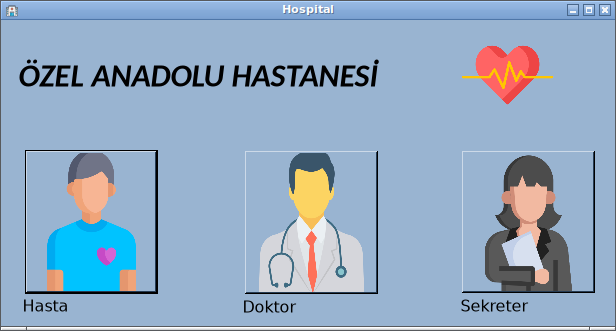 Hospital
ÖZEL ANADOLU HASTANESİ
Hasta
Doktor
Sekreter